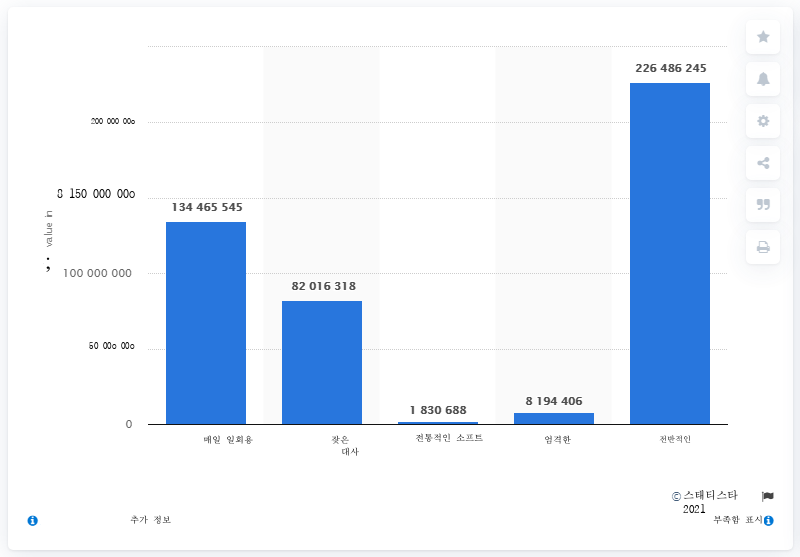 226 486 245
200 000 00o
8 150 000 00o
134 465 545
value in
100 000 000
82 016 318
50 00o 00o
8 194 406
1 830 688
0
매일 일회용
잦은
대사
전통적인 소프트
엄격한
전반적인
© 스태티스타
2021
추가 정보
부족함 표시